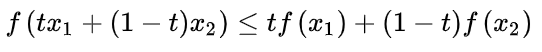 f (tx₁ + (1 − t)x₂) ≤ tf (x₁) + (1 − t)f (x₂)